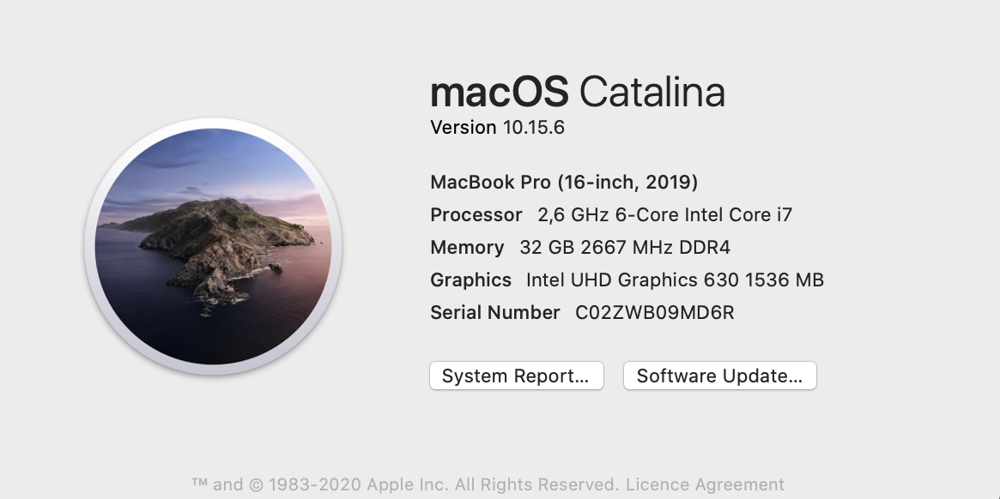 macOS Catalina
Version 10.15.6
MacBook Pro (16-inch, 2019)
Processor 2,6 GHz 6-Core Intel Core i7
Memory 32 GB 2667 MHz DDR4
Graphics Intel UHD Graphics 630 1536 MB
Serial Number C02ZWB09MD6R
System Report... Software Update...
™ and © 1983-2020 Apple Inc. All Rights Reserved. Licence Agreement